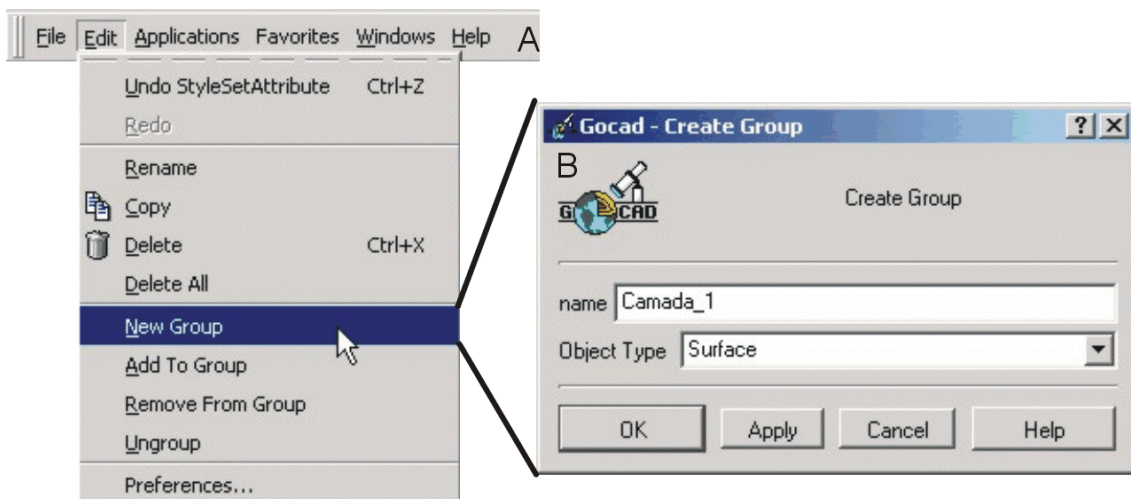 File Edit Applications Favorites Windows Help A
Undo StyleSetAttribute Ctrl+Z
Redo
Rename
Copy
Delete Ctrl+X
Delete All
New Group
Add To Group
Remove From Group
Ungroup
Preferences...
Gocad - Create Group ? X
B
GOCAD
Create Group
name Camada_1
Object Type Surface
OK Apply Cancel Help